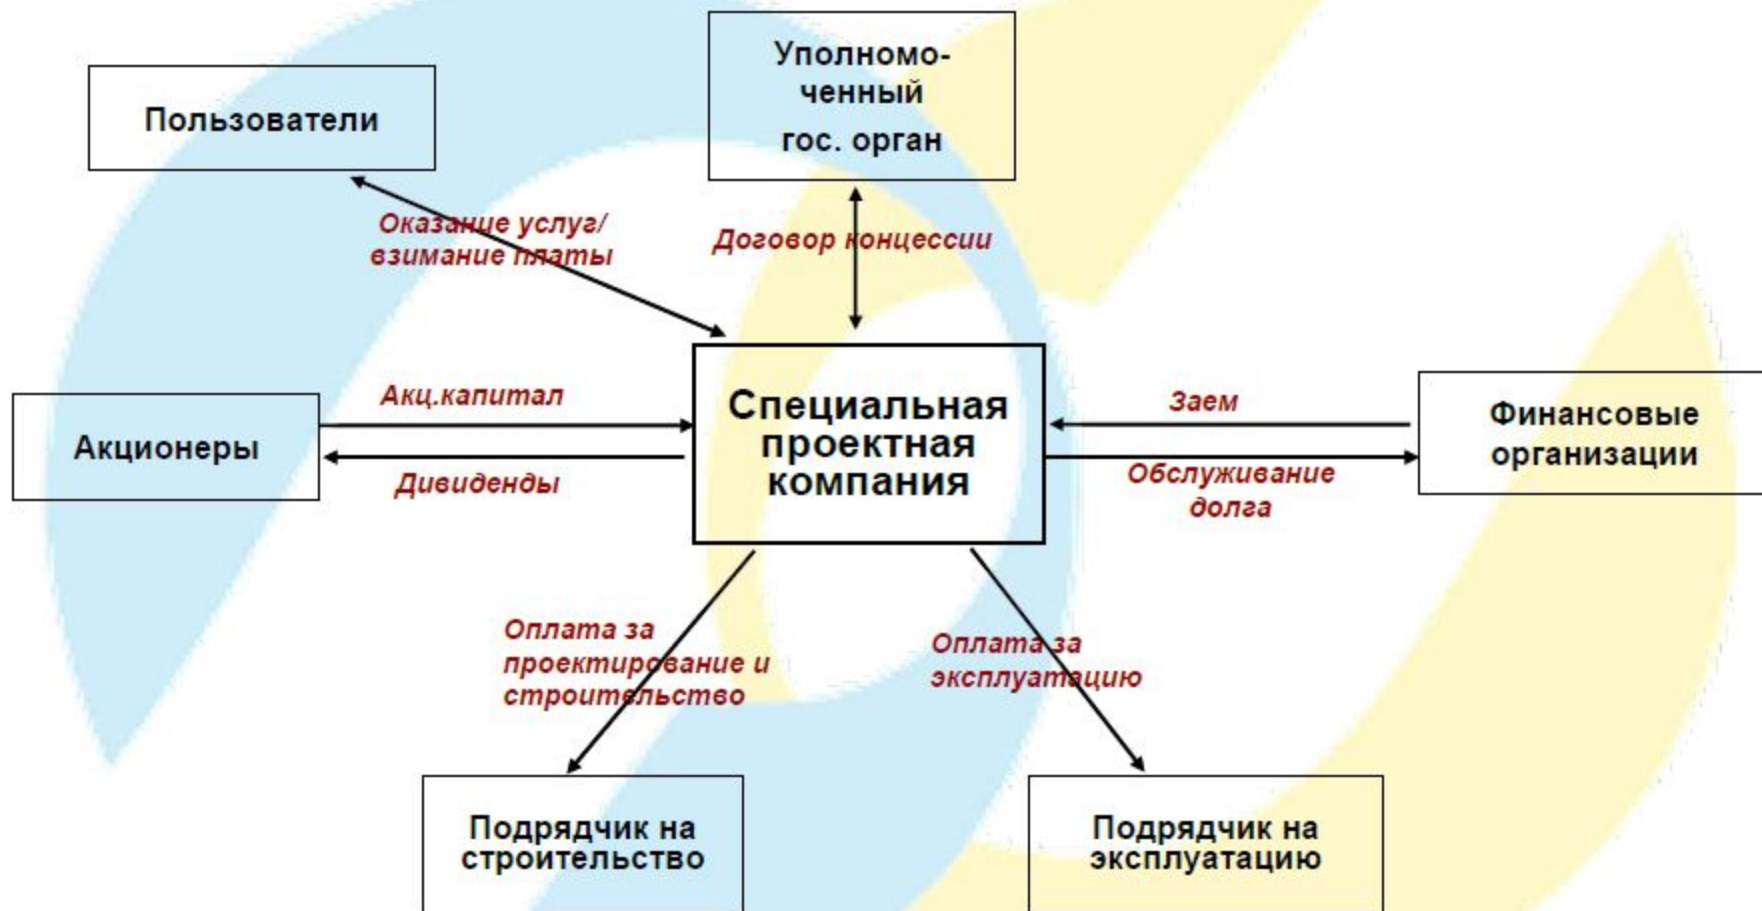 Уполномо-
ченный
гос. орган
Пользователи
Оказание услуг/
взимание платы
Договор концессии
Акционеры
Акц.капитал
Дивиденды
Специальная
проектная
компания
Заем
Обслуживание
долга
Финансовые
организации
Оплата за
проектирование и
строительство
Оплата за
эксплуатацию
Подрядчик на
строительство
Подрядчик на
эксплуатацию